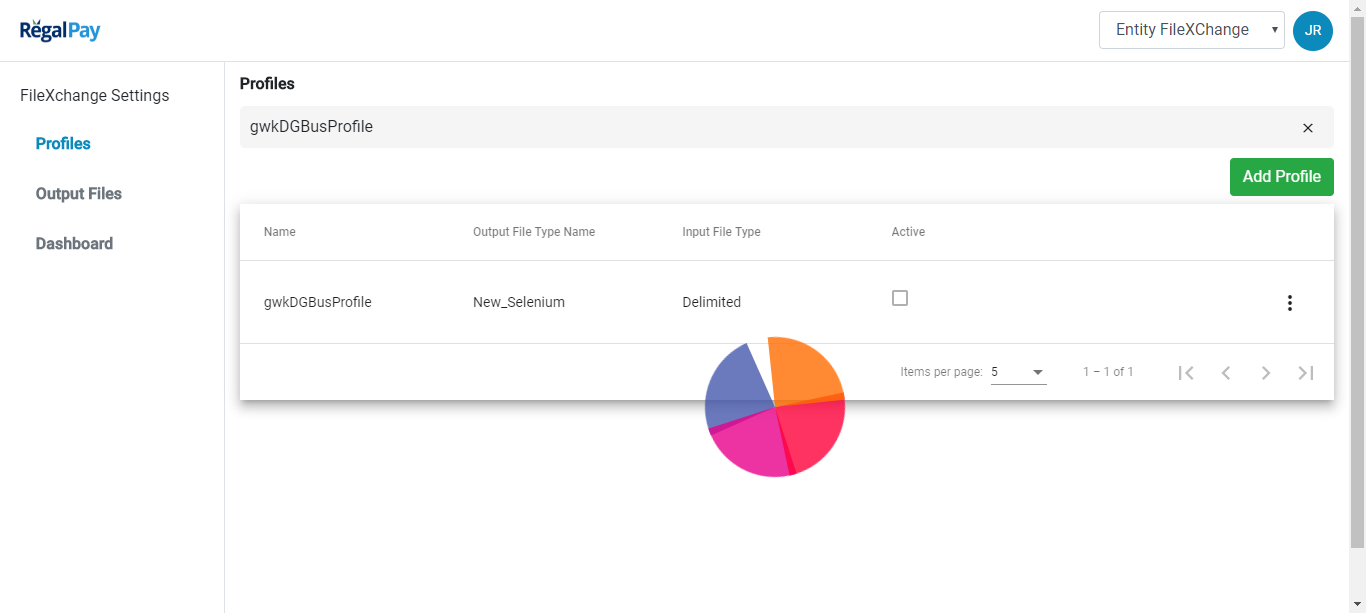 RegalPay
Entity FileXChange
JR
FileXchange Settings
Profiles
Output Files
Dashboard
Profiles
gwkDGBusProfile
Add Profile
Name Output File Type Name Input File Type Active
gwkDGBusProfile New_Selenium Delimited
Items per page: 5 1 – 1 of 1